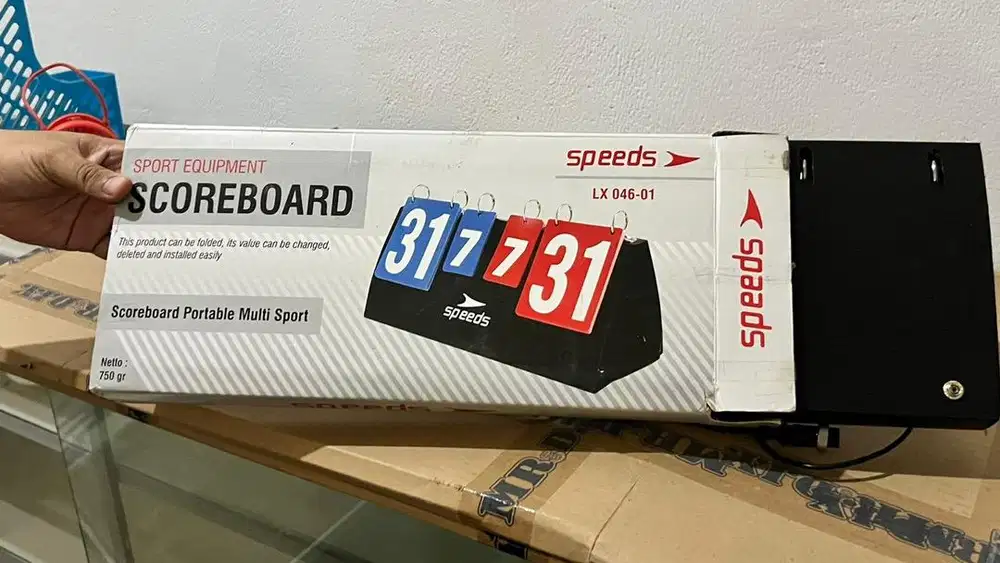 SPORT EQUIPMENT
SCOREBOARD
This product can be folded, its value can be changed,
deleted and installed easily
Scoreboard Portable Multi Sport
Netto :
750 gr
speeds
LX 046-01
31 7 7 31
speeds
speeds
speeds